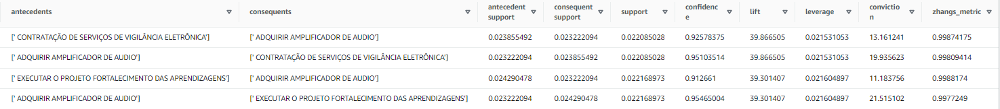 antecedents consequents antecedent support consequent support support confidenc e lift leverage convictio n zhangs_metric
[' CONTRATAÇÃO DE SERVIÇOS DE VIGILÂNCIA ELETRÔNICA'] [' ADQUIRIR AMPLIFICADOR DE AUDIO'] 0.023855492 0.023222094 0.022085028 0.92578375 39.866505 0.021531053 13.161241 0.99874175
[' ADQUIRIR AMPLIFICADOR DE AUDIO'] [' CONTRATAÇÃO DE SERVIÇOS DE VIGILÂNCIA ELETRÔNICA'] 0.023222094 0.023855492 0.022085028 0.95103514 39.866505 0.021531053 19.935623 0.99809414
[' EXECUTAR O PROJETO FORTALECIMENTO DAS APRENDIZAGENS'] [' ADQUIRIR AMPLIFICADOR DE AUDIO'] 0.024290478 0.023222094 0.022168973 0.912661 39.301407 0.021604897 11.183756 0.9988174
[' ADQUIRIR AMPLIFICADOR DE AUDIO'] [' EXECUTAR O PROJETO FORTALECIMENTO DAS APRENDIZAGENS'] 0.023222094 0.024290478 0.022168973 0.95465004 39.301407 0.021604897 21.515102 0.9977249